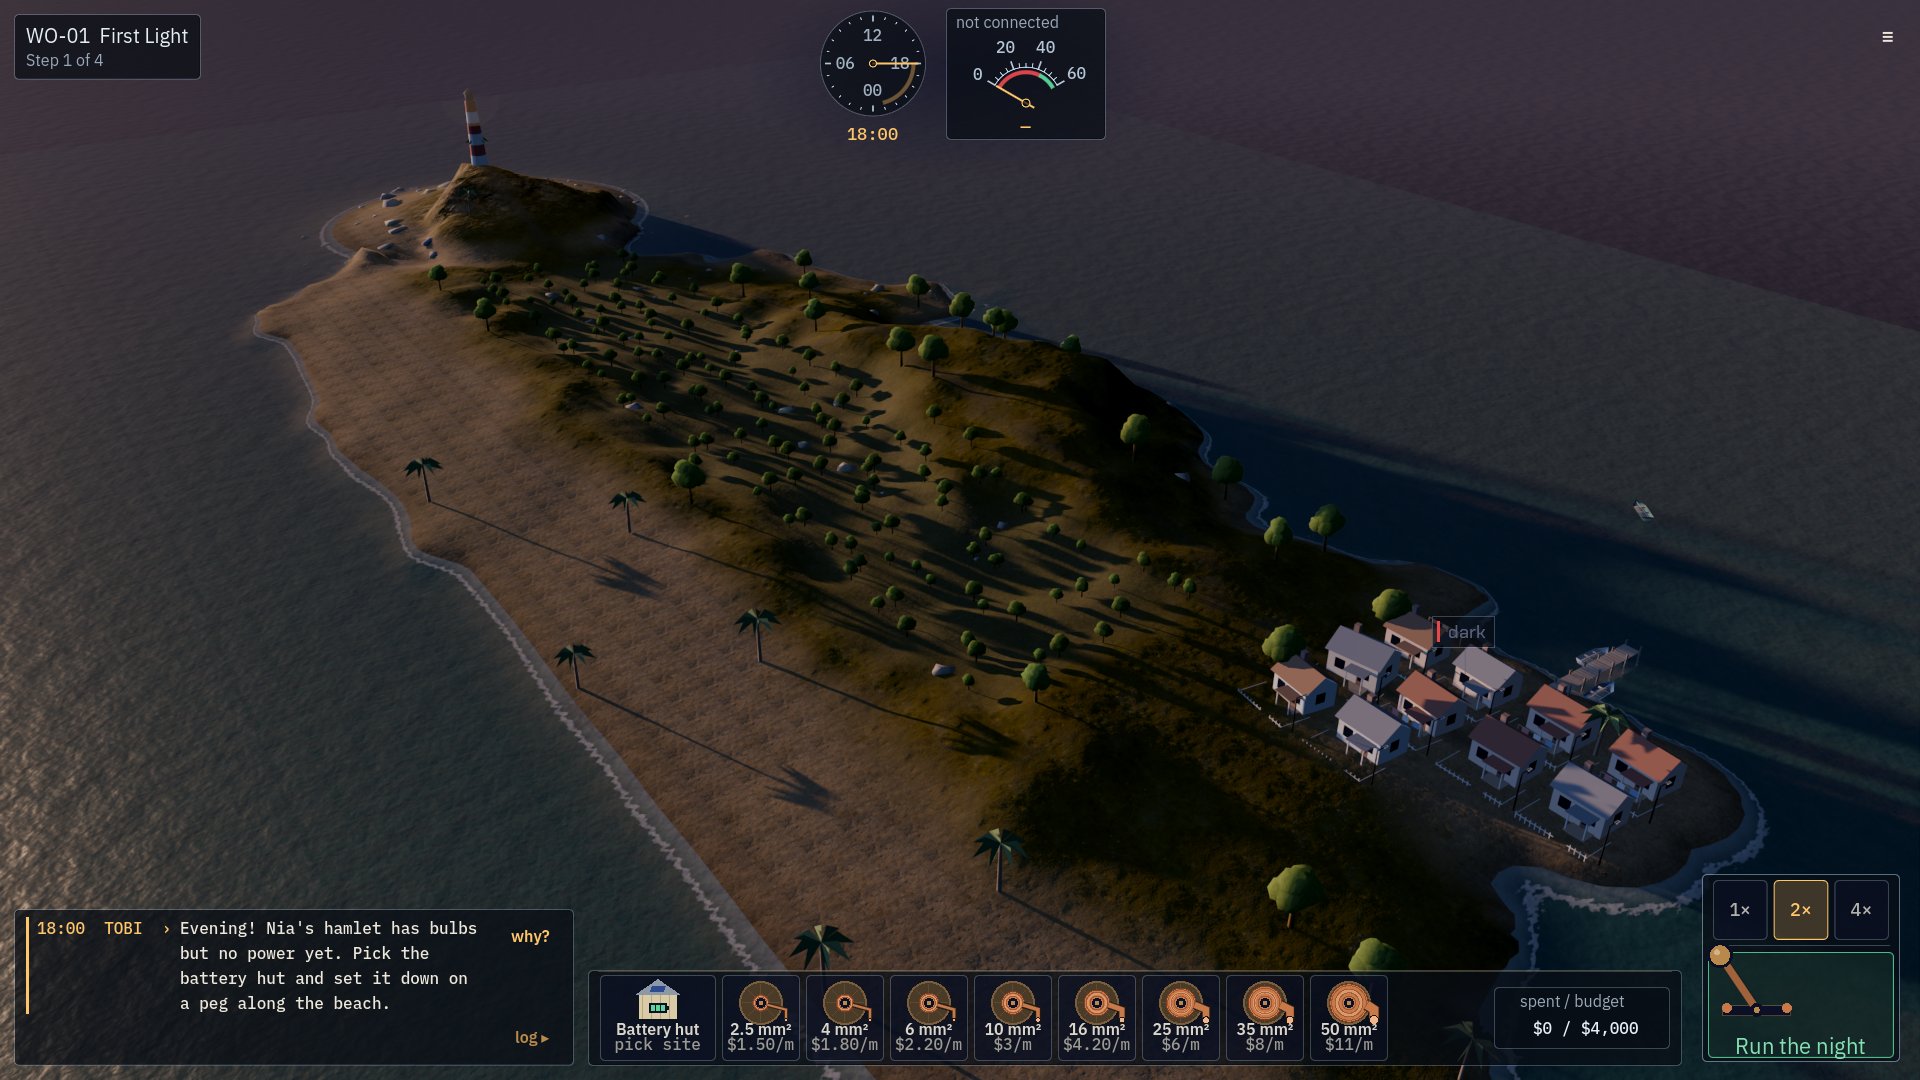 WO-01 First Light
Step 1 of 4
12
06
18
00
18:00
not connected
0
20
40
60
—
≡
dark
18:00 TOBI › Evening! Nia's hamlet has bulbs
but no power yet. Pick the
battery hut and set it down on
a peg along the beach.
why?
log ▸
Battery hut
pick site
2.5 mm²
$1.50/m
4 mm²
$1.80/m
6 mm²
$2.20/m
10 mm²
$3/m
16 mm²
$4.20/m
25 mm²
$6/m
35 mm²
$8/m
50 mm²
$11/m
spent / budget
$0 / $4,000
1×
2×
4×
Run the night